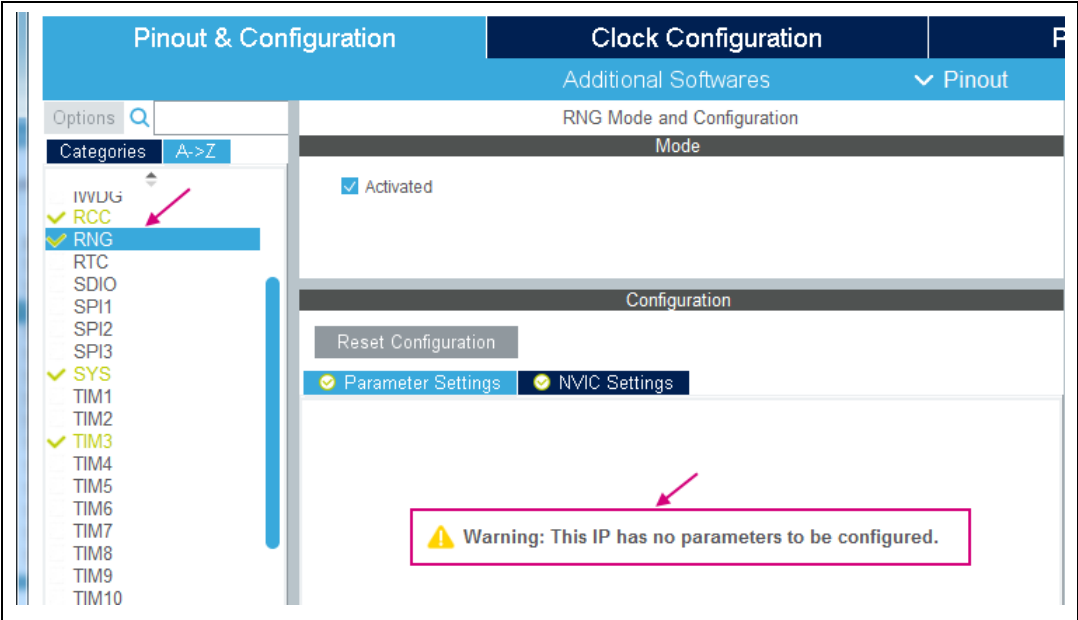 Pinout & Configuration
Clock Configuration
P
Additional Softwares
Pinout
Options
Categories
A->Z
IWDG
RCC
RNG
RTC
SDIO
SPI1
SPI2
SPI3
SYS
TIM1
TIM2
TIM3
TIM4
TIM5
TIM6
TIM7
TIM8
TIM9
TIM10
RNG Mode and Configuration
Mode
Activated
Configuration
Reset Configuration
Parameter Settings
NVIC Settings
Warning: This IP has no parameters to be configured.